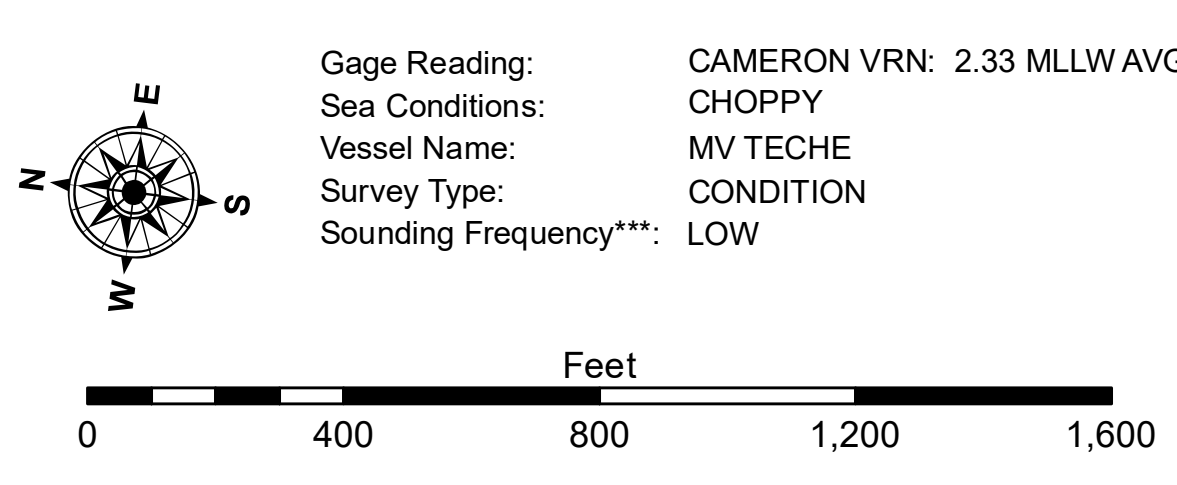 E
N
S
W
Gage Reading: CAMERON VRN: 2.33 MLLW AVG
Sea Conditions: CHOPPY
Vessel Name: MV TECHE
Survey Type: CONDITION
Sounding Frequency***: LOW
Feet
0 400 800 1,200 1,600